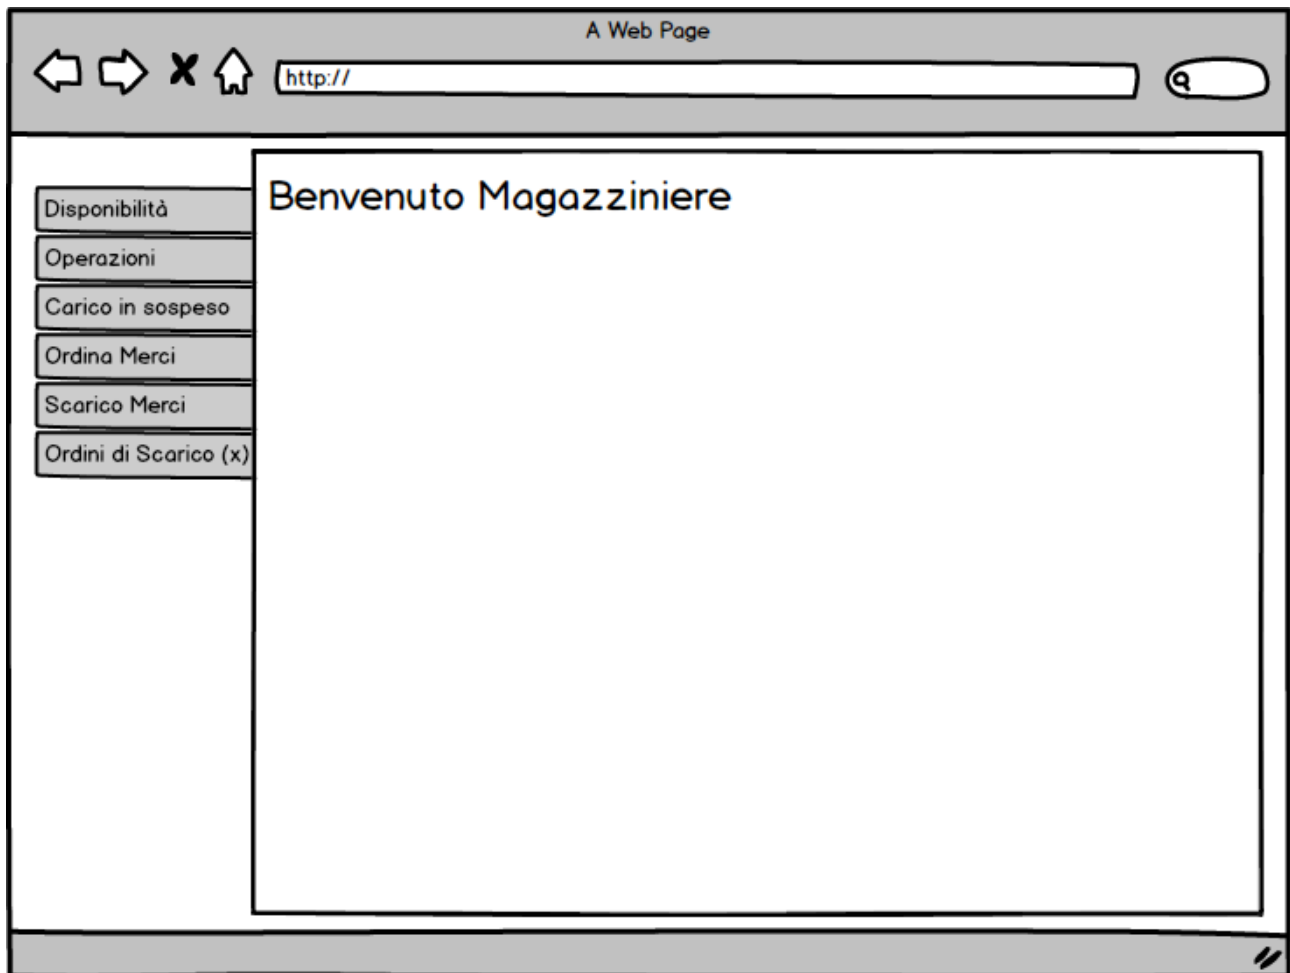 A Web Page
http://
Benvenuto Magazziniere
Disponibilità
Operazioni
Carico in sospeso
Ordina Merci
Scarico Merci
Ordini di Scarico (x)